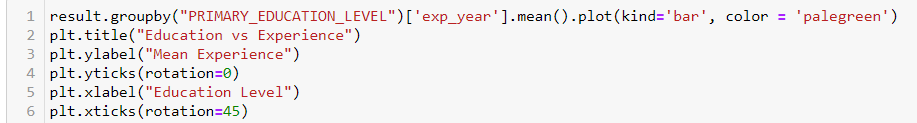 1 result.groupby("PRIMARY_EDUCATION_LEVEL")['exp_year'].mean().plot(kind='bar', color = 'palegreen')
2 plt.title("Education vs Experience")
3 plt.ylabel("Mean Experience")
4 plt.yticks(rotation=0)
5 plt.xlabel("Education Level")
6 plt.xticks(rotation=45)